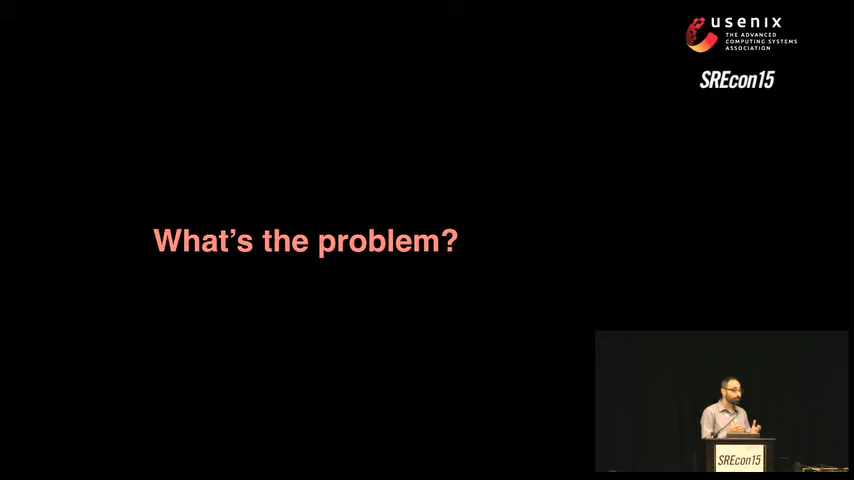 usenix
THE ADVANCED
COMPUTING SYSTEMS
ASSOCIATION
SREcon15
What's the problem?
SREcon15